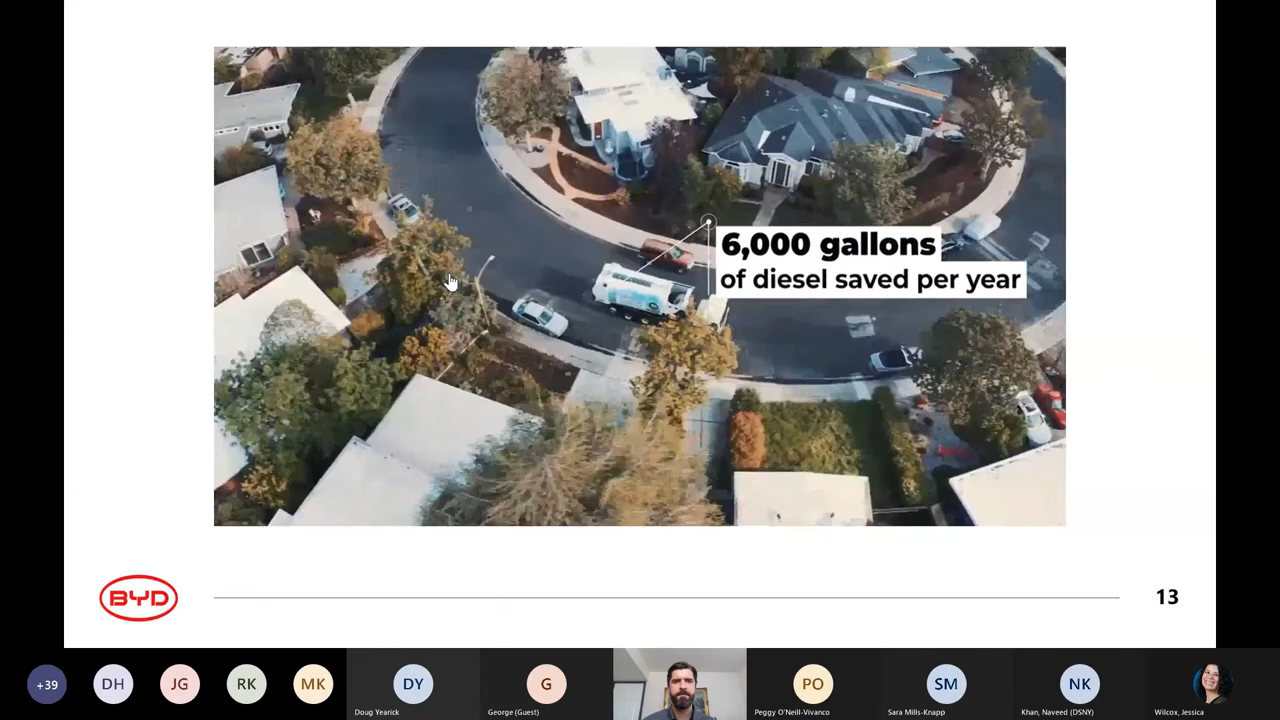 6,000 gallons
of diesel saved per year
BYD
13
+39
DH
JG
RK
MK
DY
Doug Yearick
G
George (Guest)
PO
Peggy O'Neill-Vivanco
SM
Sara Mills-Knapp
NK
Khan, Naveed (DSNY)
Wilcox, Jessica